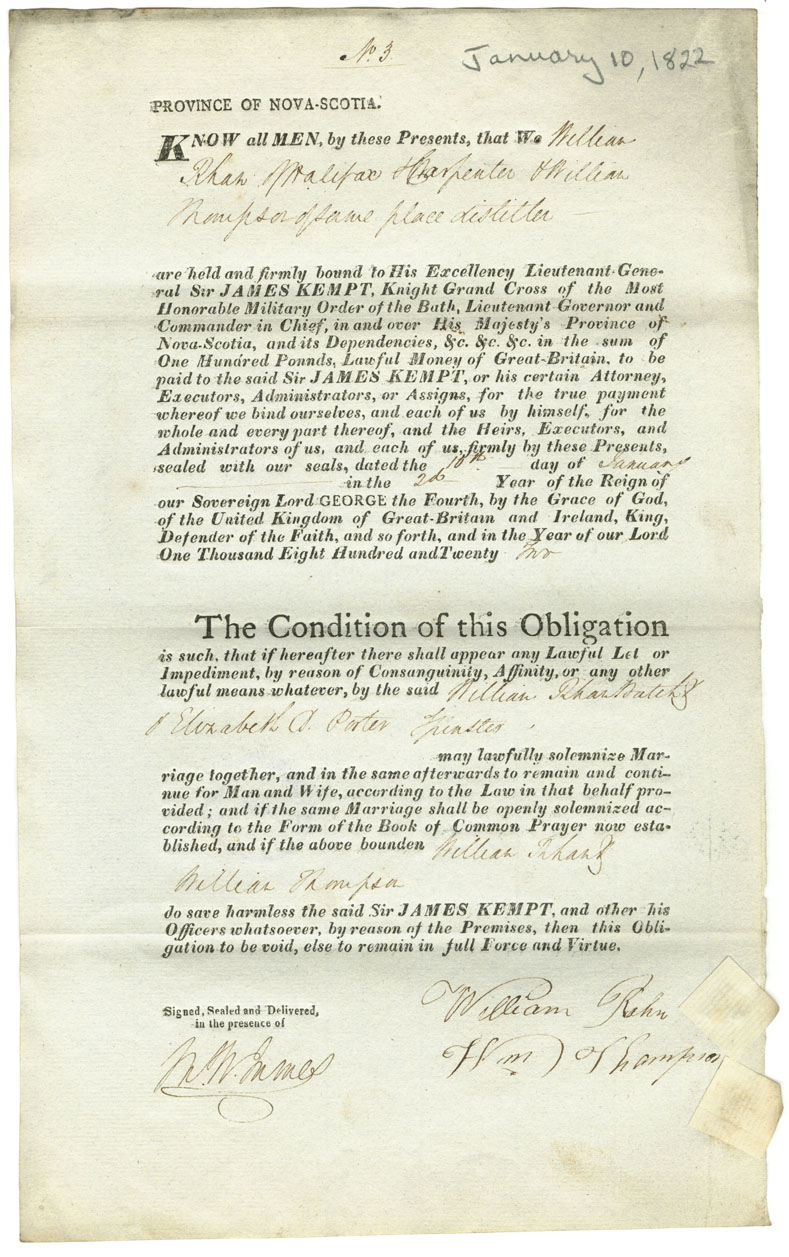 No. 3
January 10, 1822
PROVINCE OF NOVA-SCOTIA.
KNOW all MEN, by these Presents, that We William
Rhan of Halifax Carpenter & William
Thompson of same place distiller
are held and firmly bound to His Excellency Lieutenant-Gene-
ral Sir JAMES KEMPT, Knight Grand Cross of the Most
Honorable Military Order of the Bath, Lieutenant Governor and
Commander in Chief, in and over His Majesty's Province of
Nova-Scotia, and its Dependencies, &c. &c. &c. in the sum of
One Hundred Ponnds, Lawful Money of Great-Britain, to be
paid to the said Sir JAMES KEMPT, or his certain Attorney,
Executors, Administrators, or Assigns, for the true payment
whereof we bind ourselves, and each of us by himself, for the
whole and every part thereof, and the Heirs, Executors, and
Administrators of us, and each of us, firmly by these Presents,
sealed with our seals, dated the 10th day of January
in the 2d Year of the Reign of
our Sovereign Lord GEORGE the Fourth, by the Grace of God,
of the United Kingdom of Great-Britain and Ireland, King,
Defender of the Faith, and so forth, and in the Year of our Lord
One Thousand Eight Hundred and Twenty Two
The Condition of this Obligation
is such, that if hereafter there shall appear any Lawful Let or
Impediment, by reason of Consanguinity, Affinity, or any other
lawful means whatever, by the said William Rhan Batch
& Elizabeth D. Porter Spinster
may lawfully solemnize Mar-
riage together, and in the same afterwards to remain and conti-
nue for Man and Wife, according to the Law in that behalf pro-
vided; and if the same Marriage shall be openly solemnized ac-
cording to the Form of the Book of Common Prayer now esta-
blished, and if the above bounden William Rhan &
William Thompson
do save harmless the said Sir JAMES KEMPT, and other his
Officers whatsoever, by reason of the Premises, then this Obli-
gation to be void, else to remain in full Force and Virtue.
Signed, Sealed and Delivered,
in the presence of
William Rehn
Wm Thompson
James